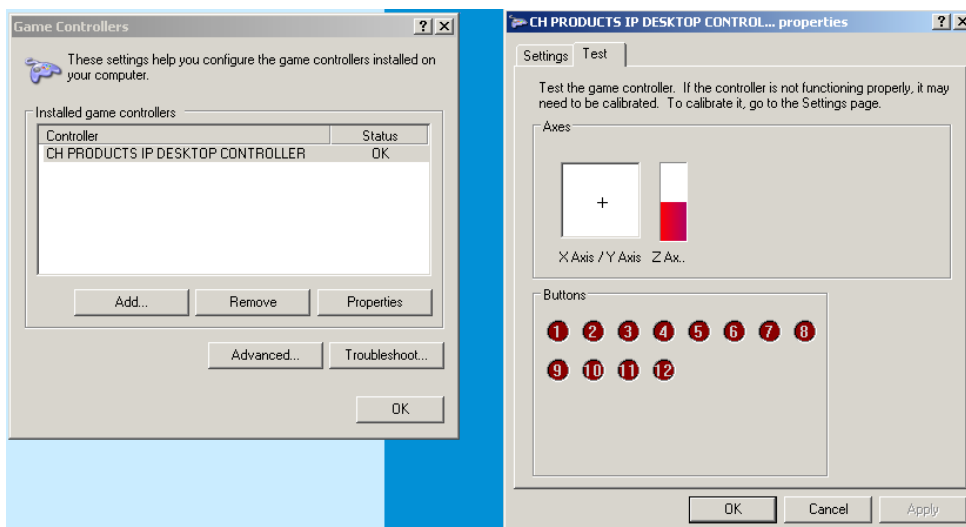 Game Controllers
These settings help you configure the game controllers installed on
your computer.
Installed game controllers
Controller Status
CH PRODUCTS IP DESKTOP CONTROLLER OK
Add... Remove Properties
Advanced... Troubleshoot...
OK
CH PRODUCTS IP DESKTOP CONTROL... properties
Settings Test
Test the game controller. If the controller is not functioning properly, it may
need to be calibrated. To calibrate it, go to the Settings page.
Axes
X Axis / Y Axis Z Ax..
Buttons
1 2 3 4 5 6 7 8
9 10 11 12
OK Cancel Apply